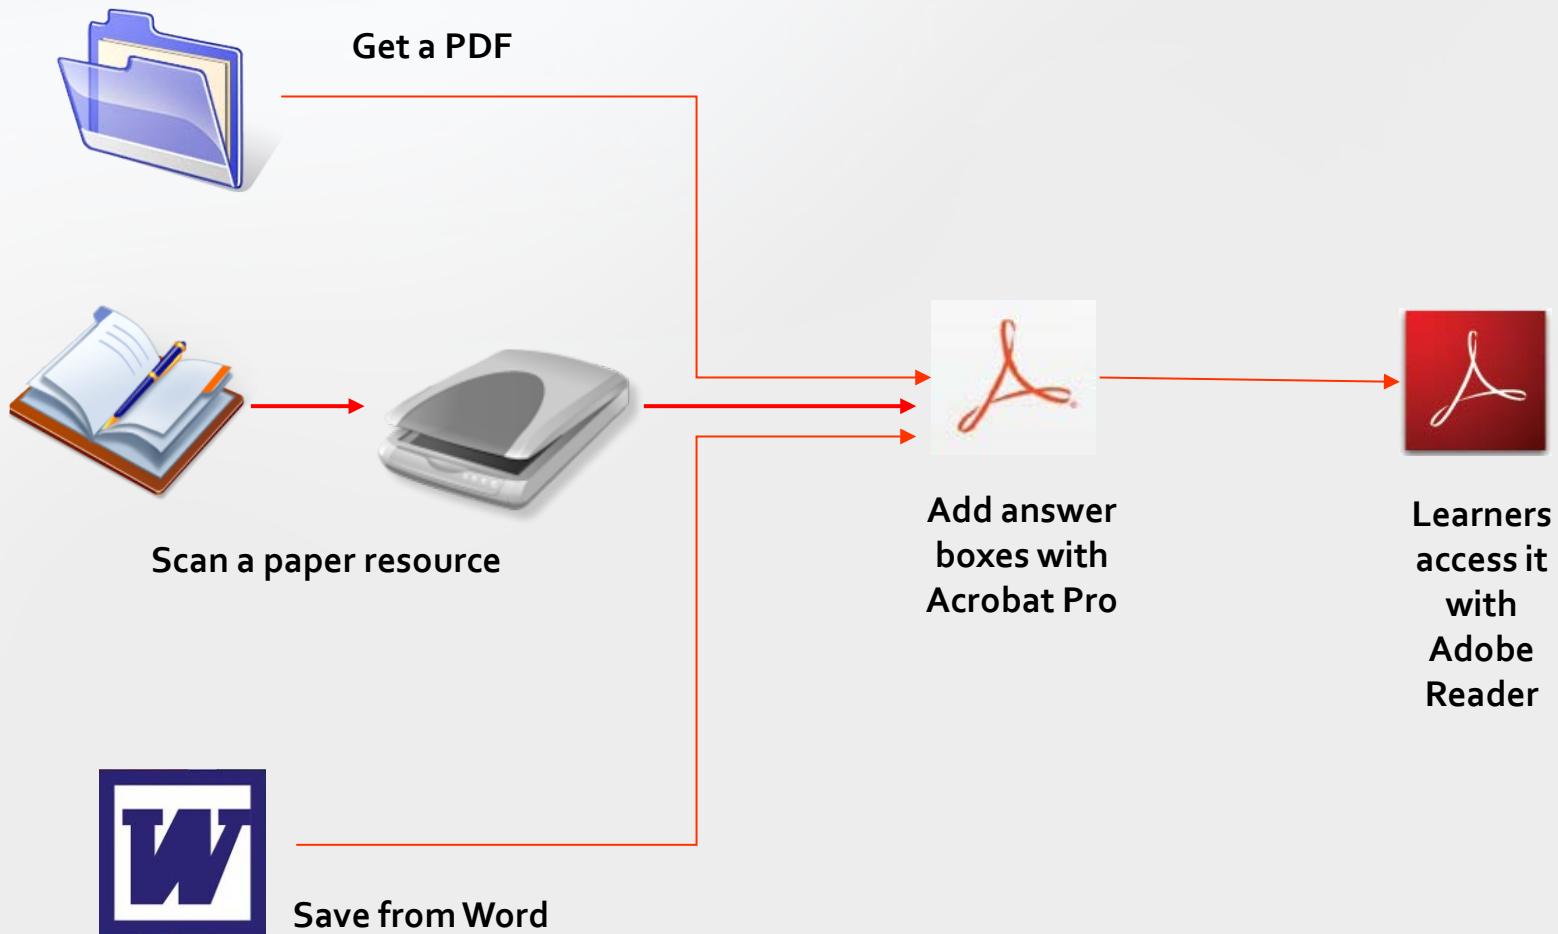 Get a PDF
Scan a paper resource
Add answer
boxes with
Acrobat Pro
Learners
access it
with
Adobe
Reader
W
Save from Word